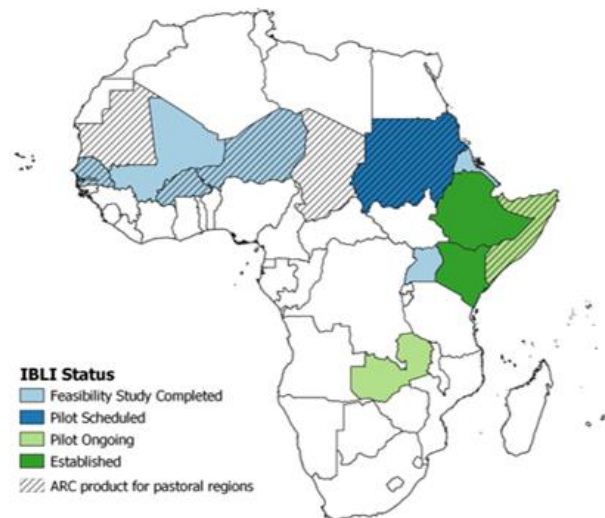 IBLI Status
Feasibility Study Completed
Pilot Scheduled
Pilot Ongoing
Established
ARC product for pastoral regions